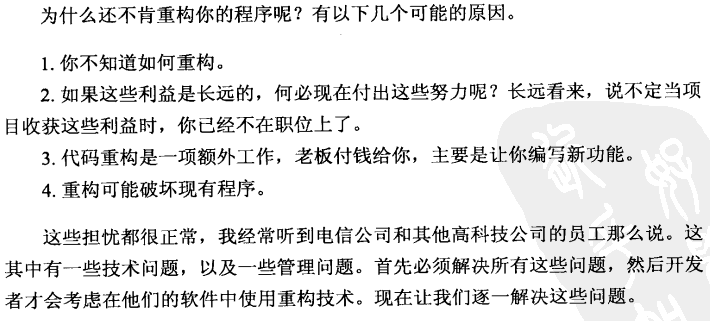 为什么还不肯重构你的程序呢？有以下几个可能的原因。
1. 你不知道如何重构。
2. 如果这些利益是长远的，何必现在付出这些努力呢？长远看来，说不定当项
目收获这些利益时，你已经不在职位上了。
3. 代码重构是一项额外工作，老板付钱给你，主要是让你编写新功能。
4. 重构可能破坏现有程序。
这些担忧都很正常，我经常听到电信公司和其他高科技公司的员工那么说。这
其中有一些技术问题，以及一些管理问题。首先必须解决所有这些问题，然后开发
者才会考虑在他们的软件中使用重构技术。现在让我们逐一解决这些问题。